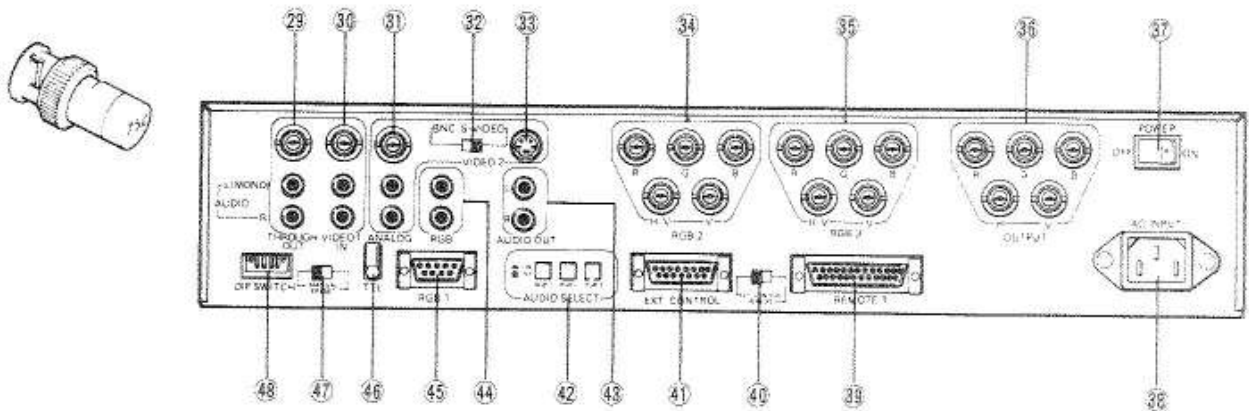 29 30 31 32 33 34 35 36 37
75Ω
BNC S-VIDEO
VIDEO 2
POWER
OFF ON
R G B
R G B
R G B
L(MONO)
AUDIO
R
H V V
H V V
H V
THROUGH OUT
VIDEO 1 IN
ANALOG
RGB
AUDIO OUT
RGB 2
OUTPUT
AC INPUT
DIP SWITCH
TTL
RGB 1
AUDIO SELECT
EXT. CONTROL
REMOTE 1
48 47 46 45 44 42 43 41 40 39 38